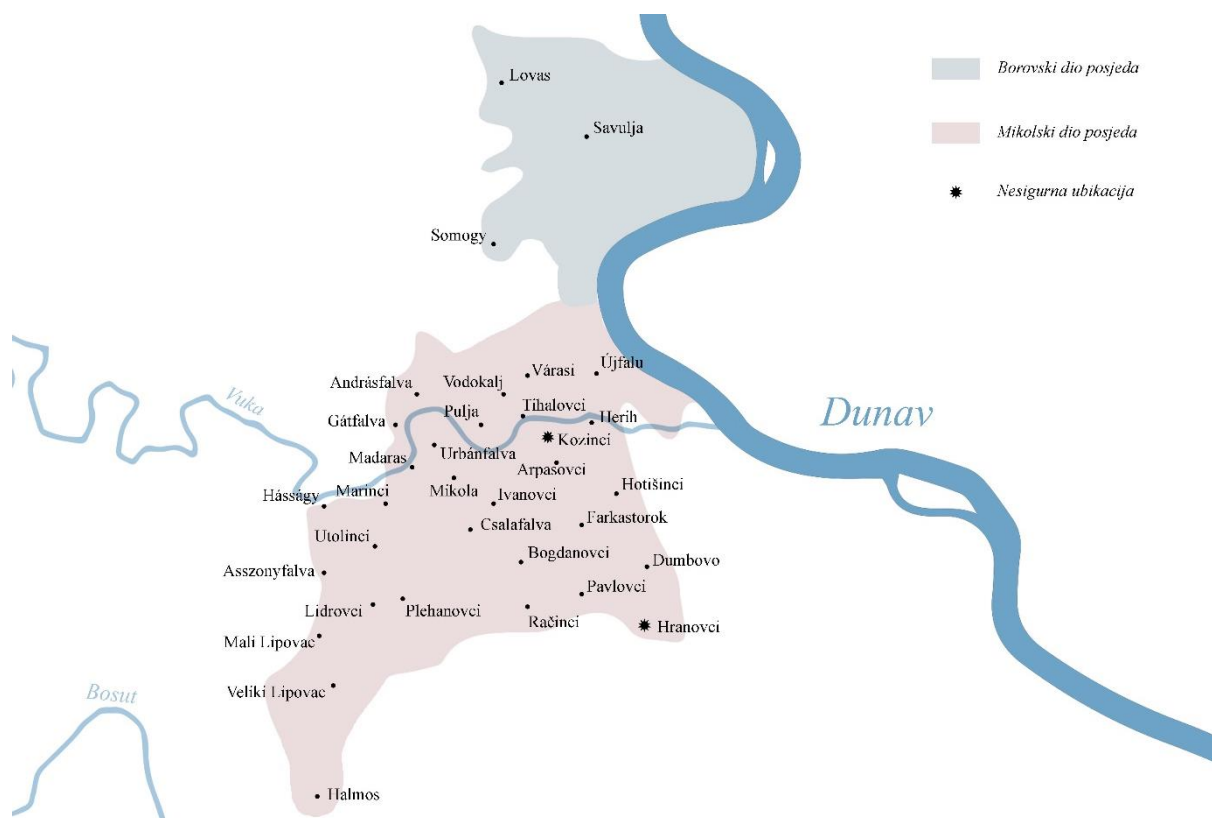 Lovas
Borovski dio posjeda
Savulja
Mikolski dio posjeda
Nesigurna ubikacija
Somogy
Újfalu
Várasi
Andrásfalva
Vodokalj
Vuka
Tihalovci
Dunav
Gátfalva
Pulja
Herih
Kozinci
Urbánfalva
Madaras
Arpasovci
Mikola
Hotišinci
Hásságy
Marinci
Ivanovci
Csalafalva
Farkastorok
Utolinci
Bogdanovci
Dumbovo
Asszonyfalva
Pavlovci
Lidrovci
Plehanovci
Račinci
Hranovci
Mali Lipovac
Veliki Lipovac
Bosut
Halmos